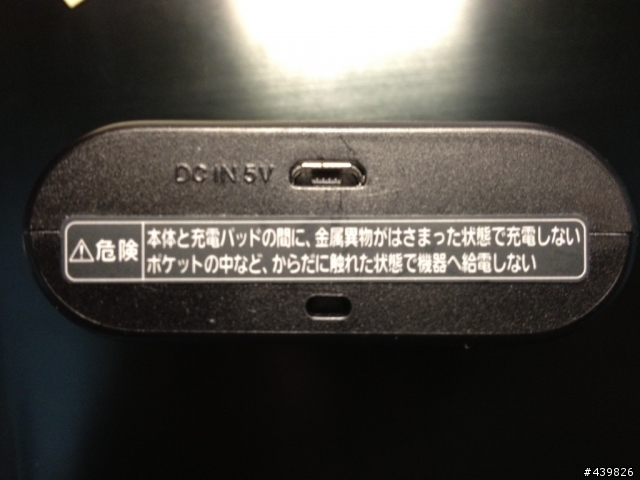 DC IN 5V
⚠危険
本体と充電パッドの間に、金属異物がはさまった状態で充電しない
ポケットの中など、からだに触れた状態で機器へ給電しない
#439826